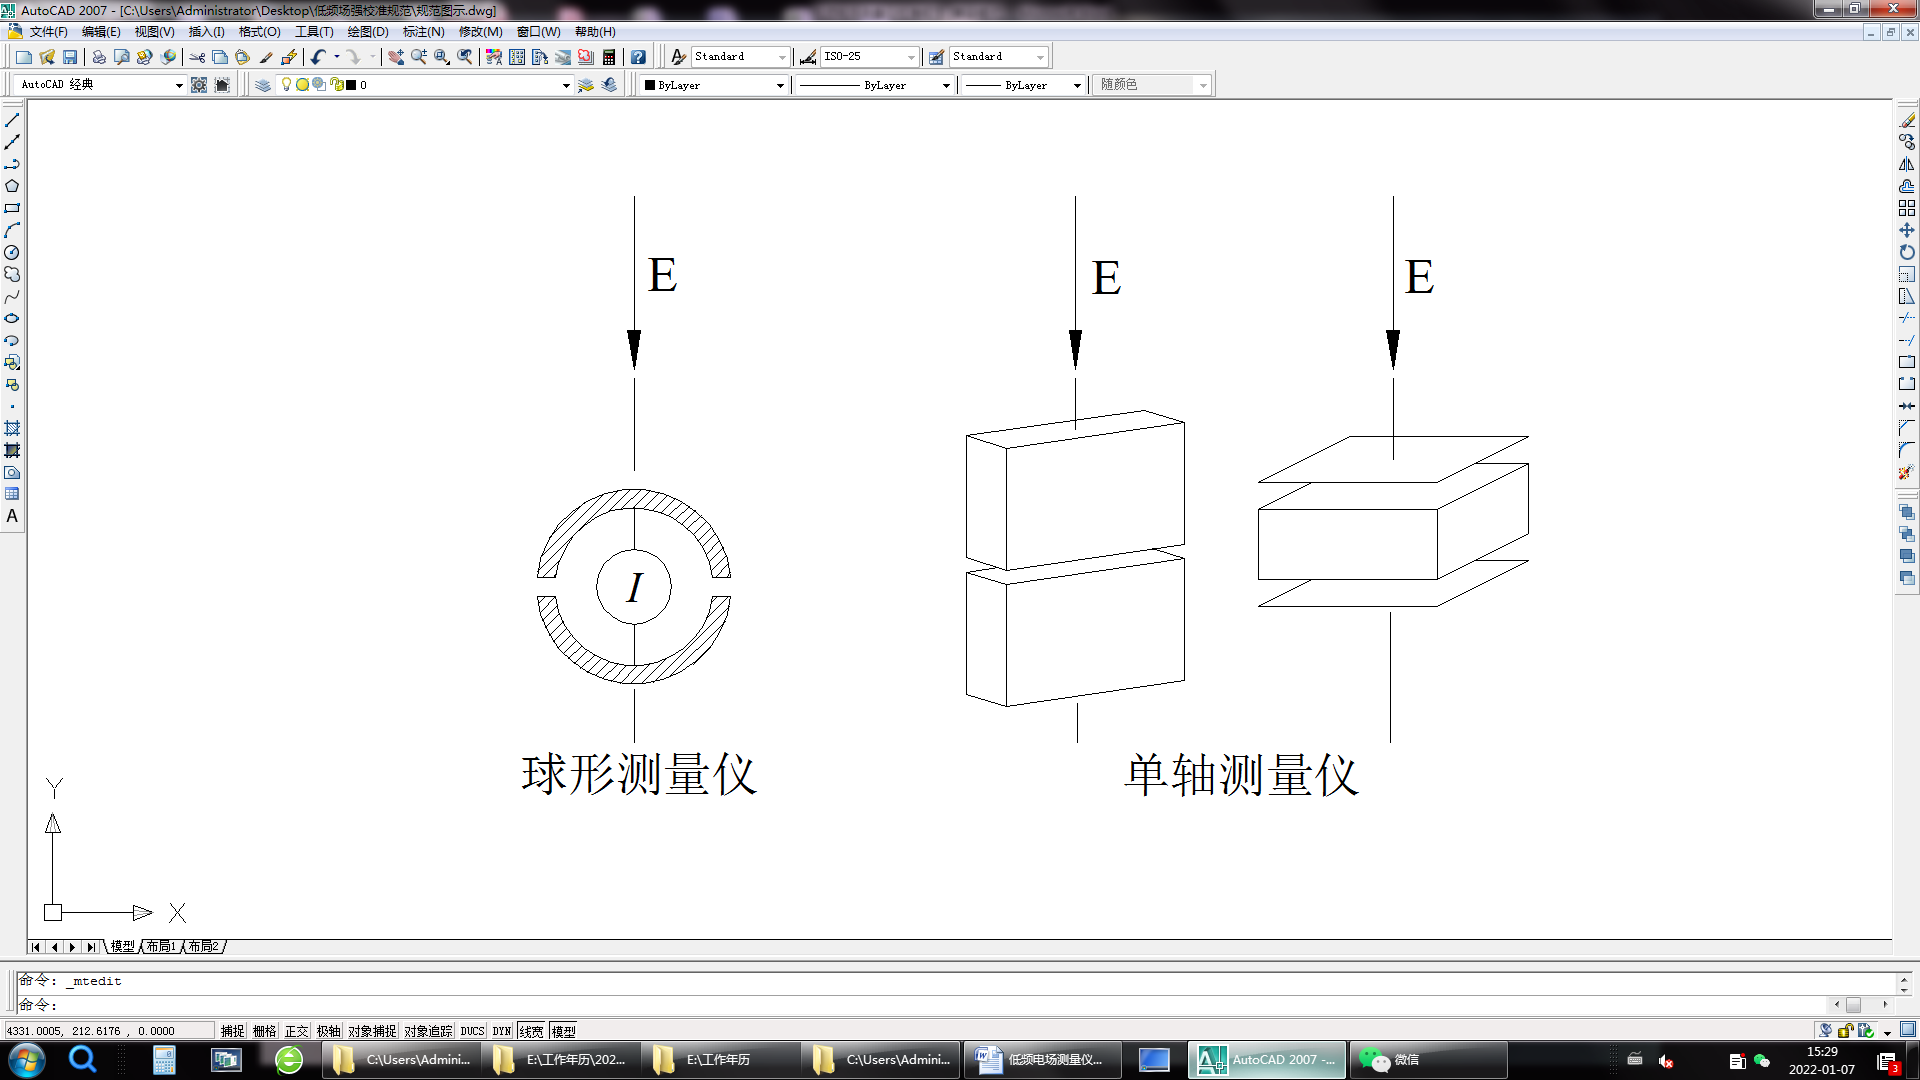 AutoCAD 2007 - [C:\Users\Administrator\Desktop\低频场强校准规范\规范图示.dwg]
文件(F) 编辑(E) 视图(V) 插入(I) 格式(O) 工具(T) 绘图(D) 标注(N) 修改(M) 窗口(W) 帮助(H)
Standard ISO-25 Standard
AutoCAD 经典 0 ByLayer ByLayer ByLayer 随颜色
E E E
I
球形测量仪 单轴测量仪
Y
X
模型 布局1 布局2
命令: _mtedit
命令:
4331.0005, 212.6176 , 0.0000 捕捉 栅格 正交 极轴 对象捕捉 对象追踪 DUCS DYN 线宽 模型
C:\Users\Admini... E:\工作年历\202... E:\工作年历 C:\Users\Admini... 低频电场测量仪... AutoCAD 2007 -... 微信
15:29
2022-01-07
3
A